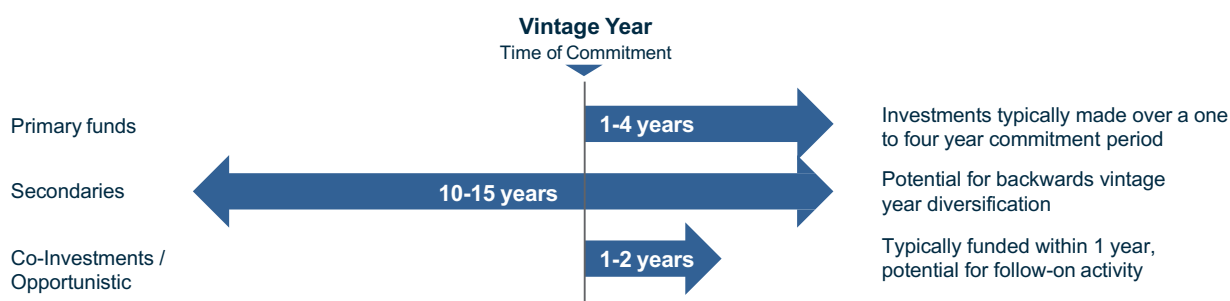 Vintage Year
Time of Commitment
Primary funds
1-4 years
Investments typically made over a one
to four year commitment period
Secondaries
10-15 years
Potential for backwards vintage
year diversification
Co-Investments /
Opportunistic
1-2 years
Typically funded within 1 year,
potential for follow-on activity